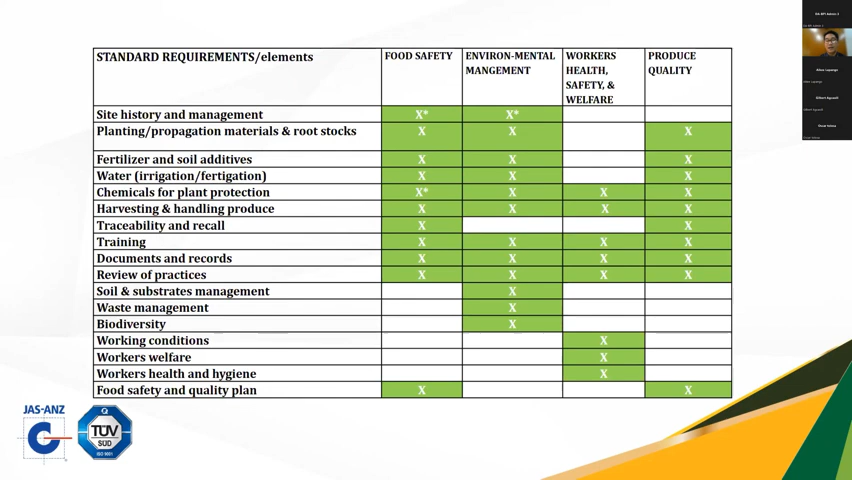 STANDARD REQUIREMENTS/elements
FOOD SAFETY
ENVIRON-MENTAL
MANGEMENT
WORKERS
HEALTH,
SAFETY, &
WELFARE
PRODUCE
QUALITY
Site history and management X* X*
Planting/propagation materials & root stocks X X X
Fertilizer and soil additives X X X
Water (irrigation/fertigation) X X X
Chemicals for plant protection X* X X X
Harvesting & handling produce X X X X
Traceability and recall X X
Training X X X X
Documents and records X X X X
Review of practices X X X X
Soil & substrates management X
Waste management X
Biodiversity X
Working conditions X
Workers welfare X
Workers health and hygiene X
Food safety and quality plan X X
JAS-ANZ
TÜV
SÜD
ISO 9001